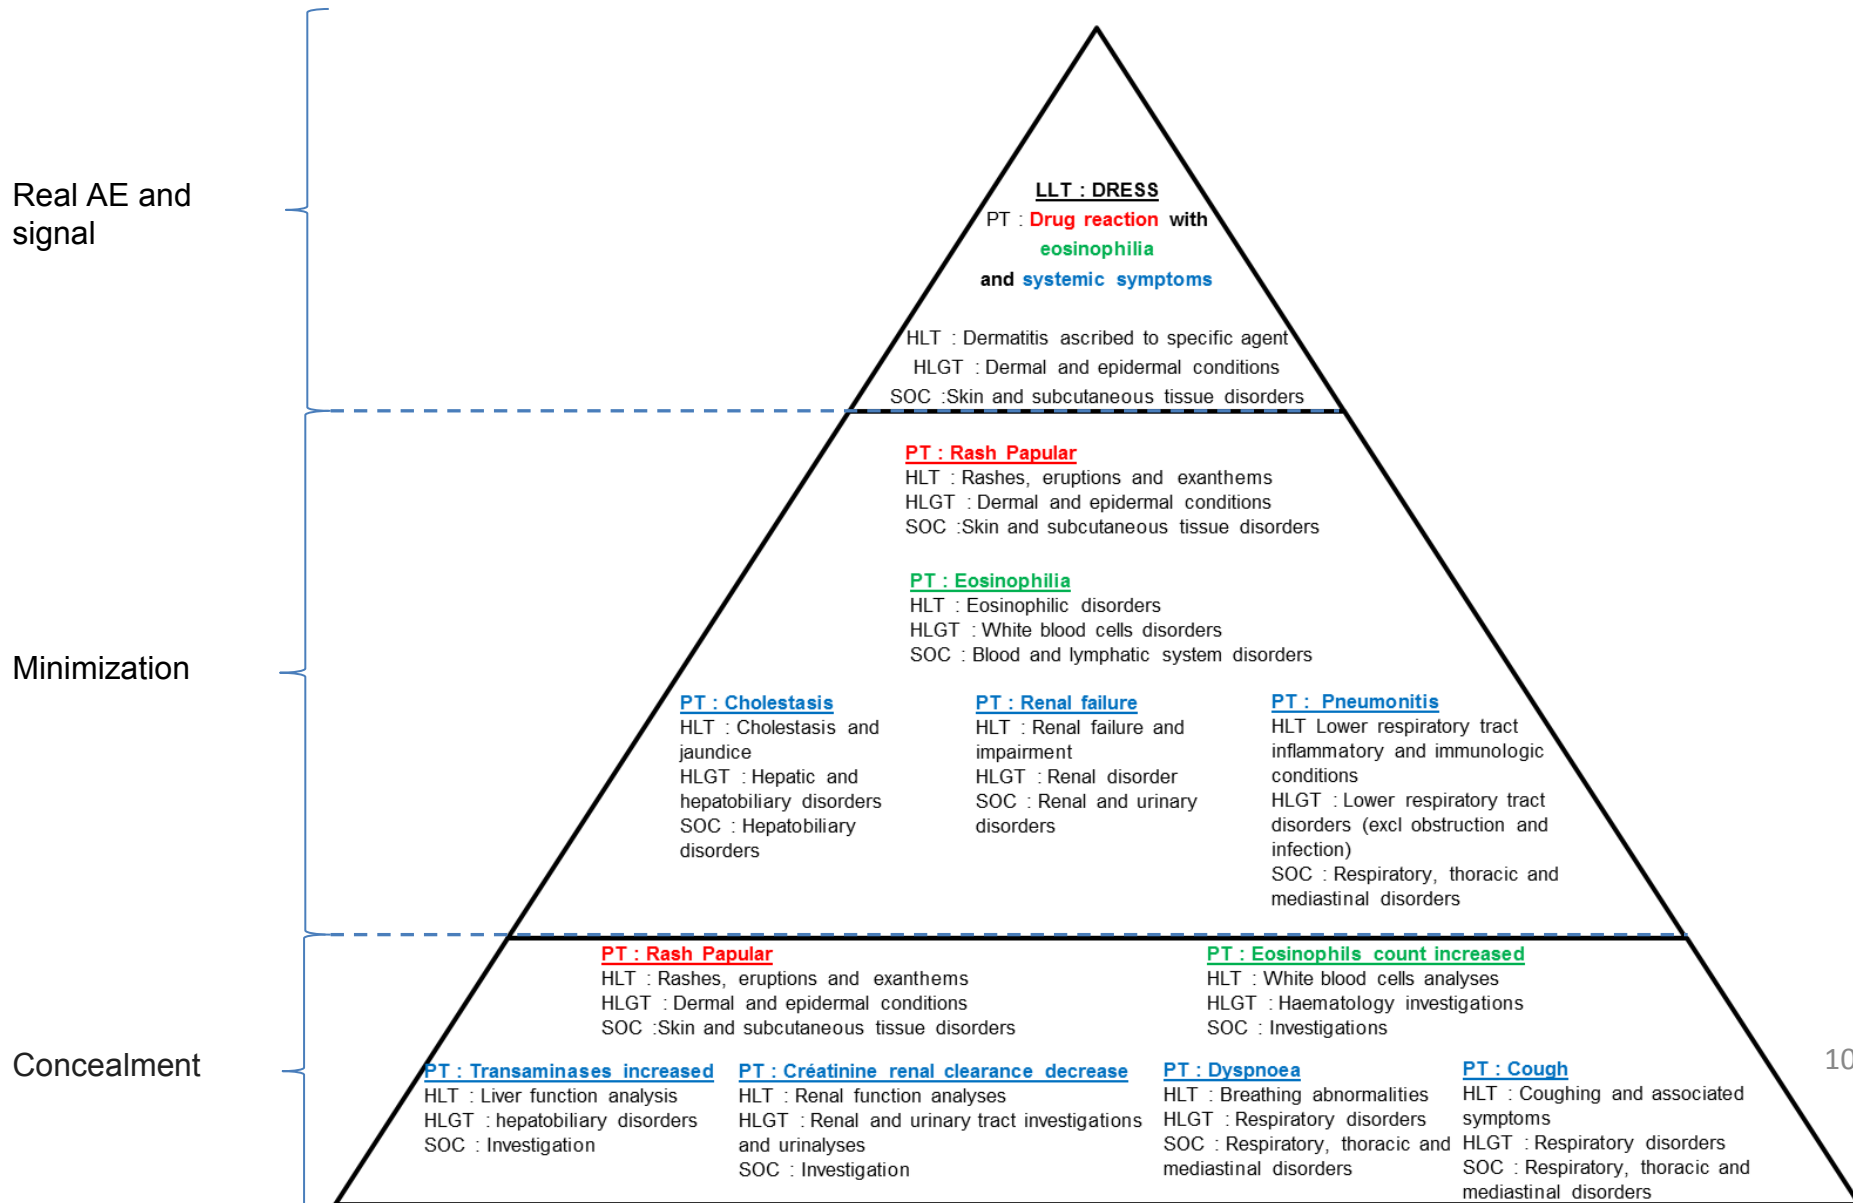 Real AE and
signal
LLT : DRESS
PT : Drug reaction with
eosinophilia
and systemic symptoms
HLT : Dermatitis ascribed to specific agent
HLGT : Dermal and epidermal conditions
SOC :Skin and subcutaneous tissue disorders
Minimization
PT : Rash Papular
HLT : Rashes, eruptions and exanthems
HLGT : Dermal and epidermal conditions
SOC :Skin and subcutaneous tissue disorders
PT : Eosinophilia
HLT : Eosinophilic disorders
HLGT : White blood cells disorders
SOC : Blood and lymphatic system disorders
PT : Cholestasis
HLT : Cholestasis and
jaundice
HLGT : Hepatic and
hepatobiliary disorders
SOC : Hepatobiliary
disorders
PT : Renal failure
HLT : Renal failure and
impairment
HLGT : Renal disorder
SOC : Renal and urinary
disorders
PT : Pneumonitis
HLT Lower respiratory tract
inflammatory and immunologic
conditions
HLGT : Lower respiratory tract
disorders (excl obstruction and
infection)
SOC : Respiratory, thoracic and
mediastinal disorders
Concealment
PT : Rash Papular
HLT : Rashes, eruptions and exanthems
HLGT : Dermal and epidermal conditions
SOC :Skin and subcutaneous tissue disorders
PT : Eosinophils count increased
HLT : White blood cells analyses
HLGT : Haematology investigations
SOC : Investigations
PT : Transaminases increased
HLT : Liver function analysis
HLGT : hepatobiliary disorders
SOC : Investigation
PT : Créatinine renal clearance decrease
HLT : Renal function analyses
HLGT : Renal and urinary tract investigations
and urinalyses
SOC : Investigation
PT : Dyspnoea
HLT : Breathing abnormalities
HLGT : Respiratory disorders
SOC : Respiratory, thoracic and
mediastinal disorders
PT : Cough
HLT : Coughing and associated
symptoms
HLGT : Respiratory disorders
SOC : Respiratory, thoracic and
mediastinal disorders
10